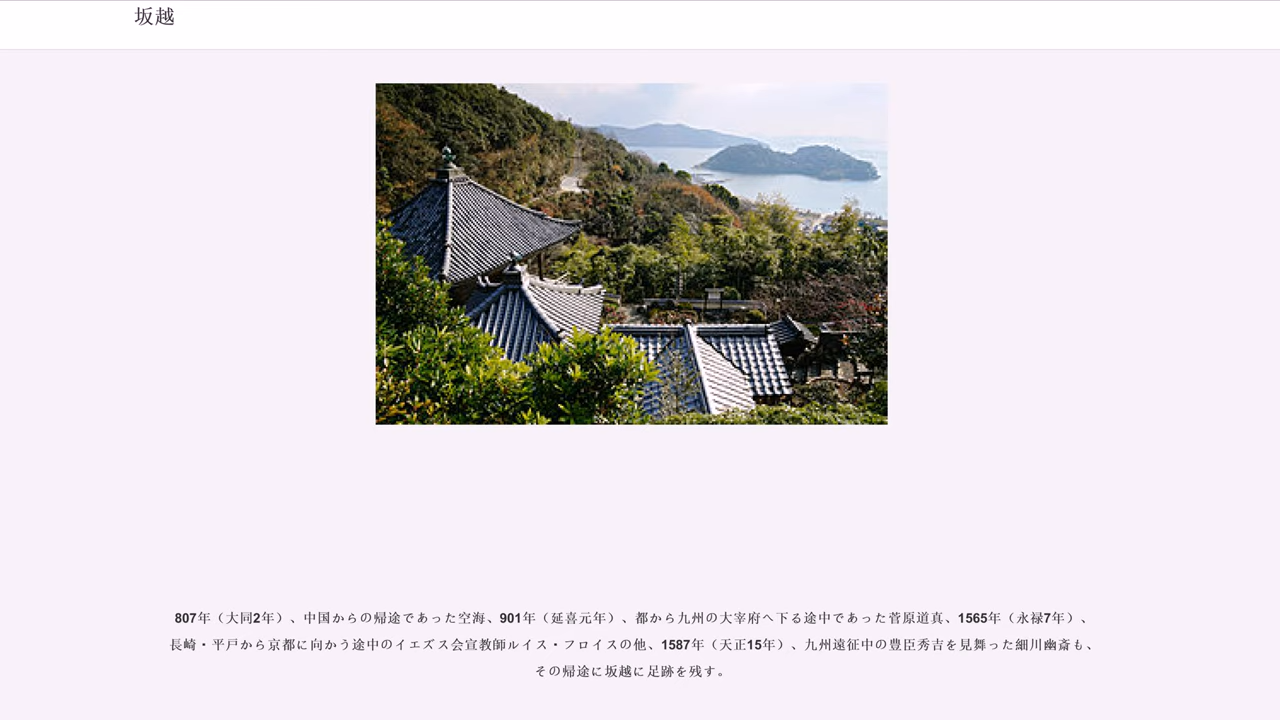 坂越
807年（大同2年）、中国からの帰途であった空海、901年（延喜元年）、都から九州の大宰府へ下る途中であった菅原道真、1565年（永禄7年）、
長崎・平戸から京都に向かう途中のイエズス会宣教師ルイス・フロイスの他、1587年（天正15年）、九州遠征中の豊臣秀吉を見舞った細川幽斎も、
その帰途に坂越に足跡を残す。